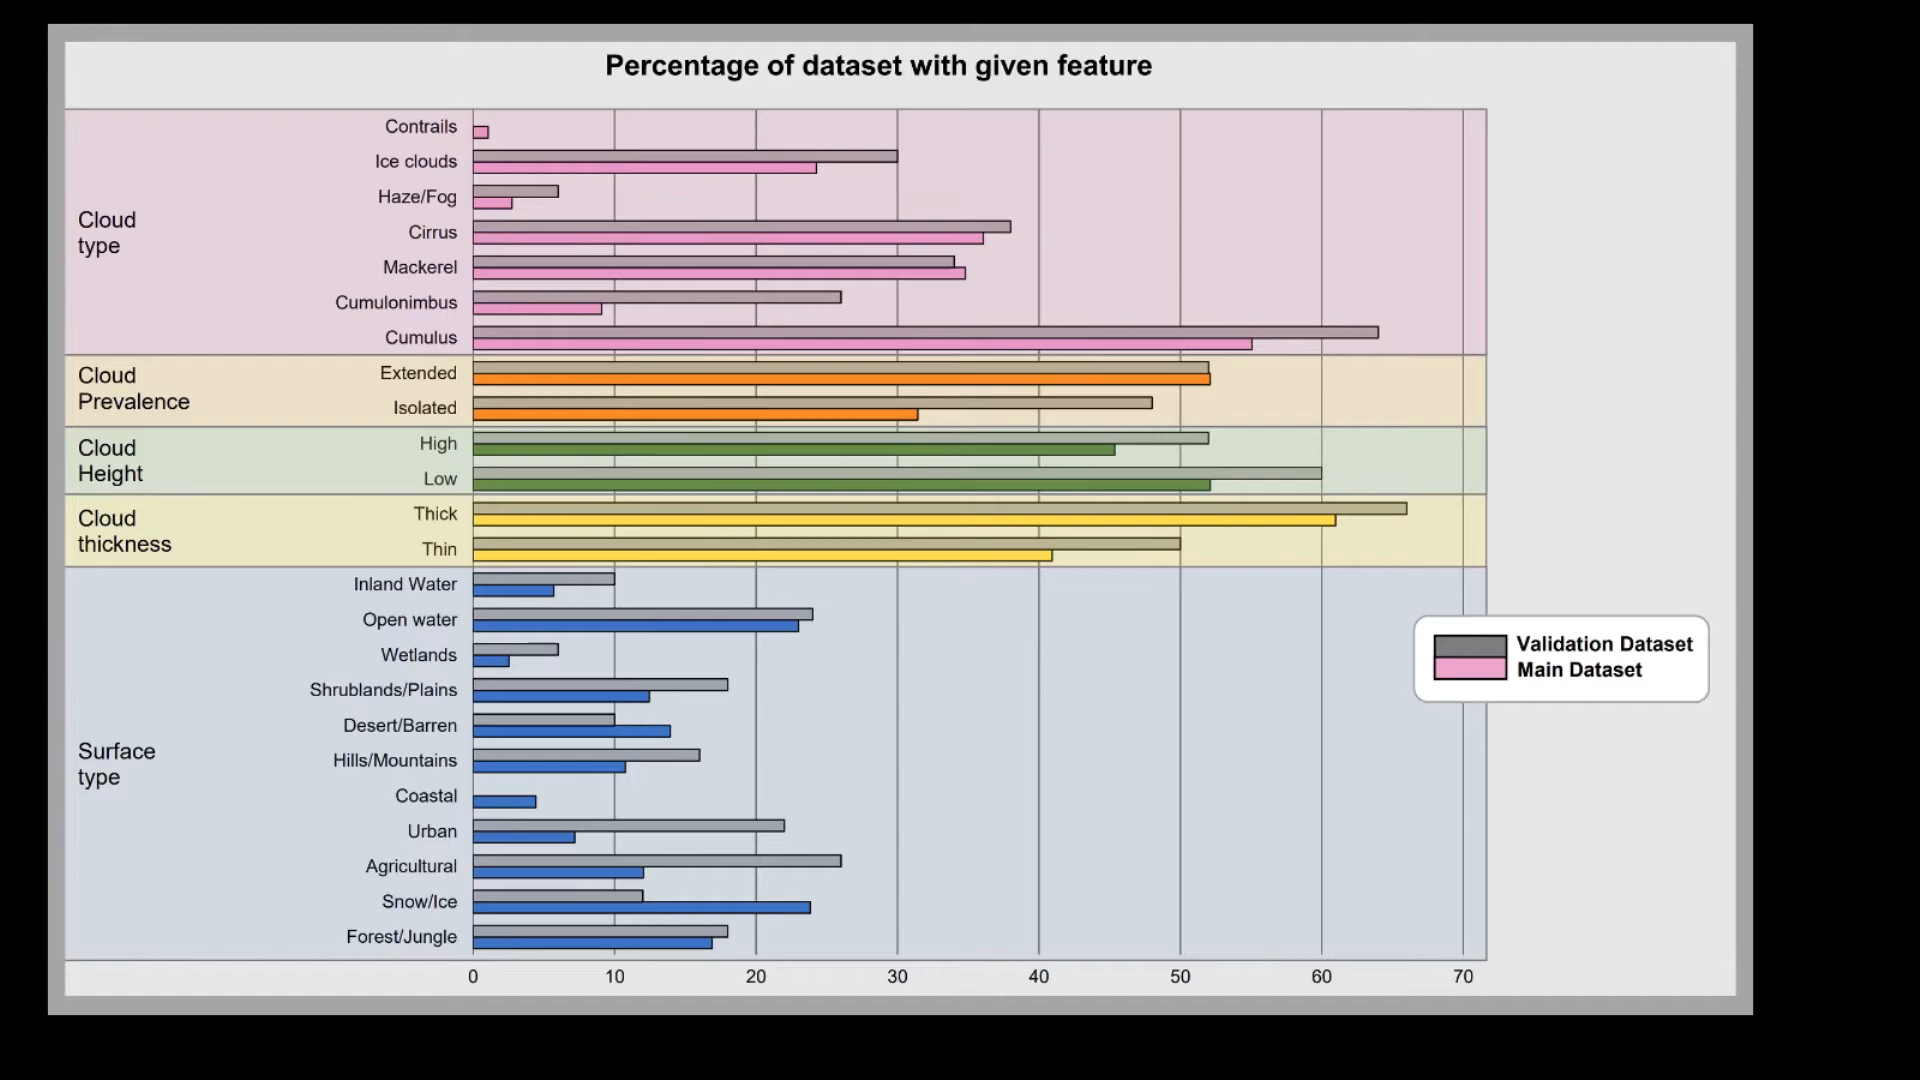 Percentage of dataset with given feature
Cloud
type
Contrails
Ice clouds
Haze/Fog
Cirrus
Mackerel
Cumulonimbus
Cumulus
Cloud
Prevalence
Extended
Isolated
Cloud
Height
High
Low
Cloud
thickness
Thick
Thin
Surface
type
Inland Water
Open water
Wetlands
Shrublands/Plains
Desert/Barren
Hills/Mountains
Coastal
Urban
Agricultural
Snow/Ice
Forest/Jungle
0 10 20 30 40 50 60 70
Validation Dataset
Main Dataset